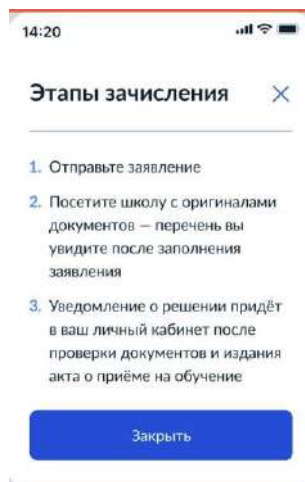 14:20
Этапы зачисления
1. Отправьте заявление
2. Посетите школу с оригиналами
документов — перечень вы
увидите после заполнения
заявления
3. Уведомление о решении придёт
в ваш личный кабинет после
проверки документов и издания
акта о приёме на обучение
Закрыть